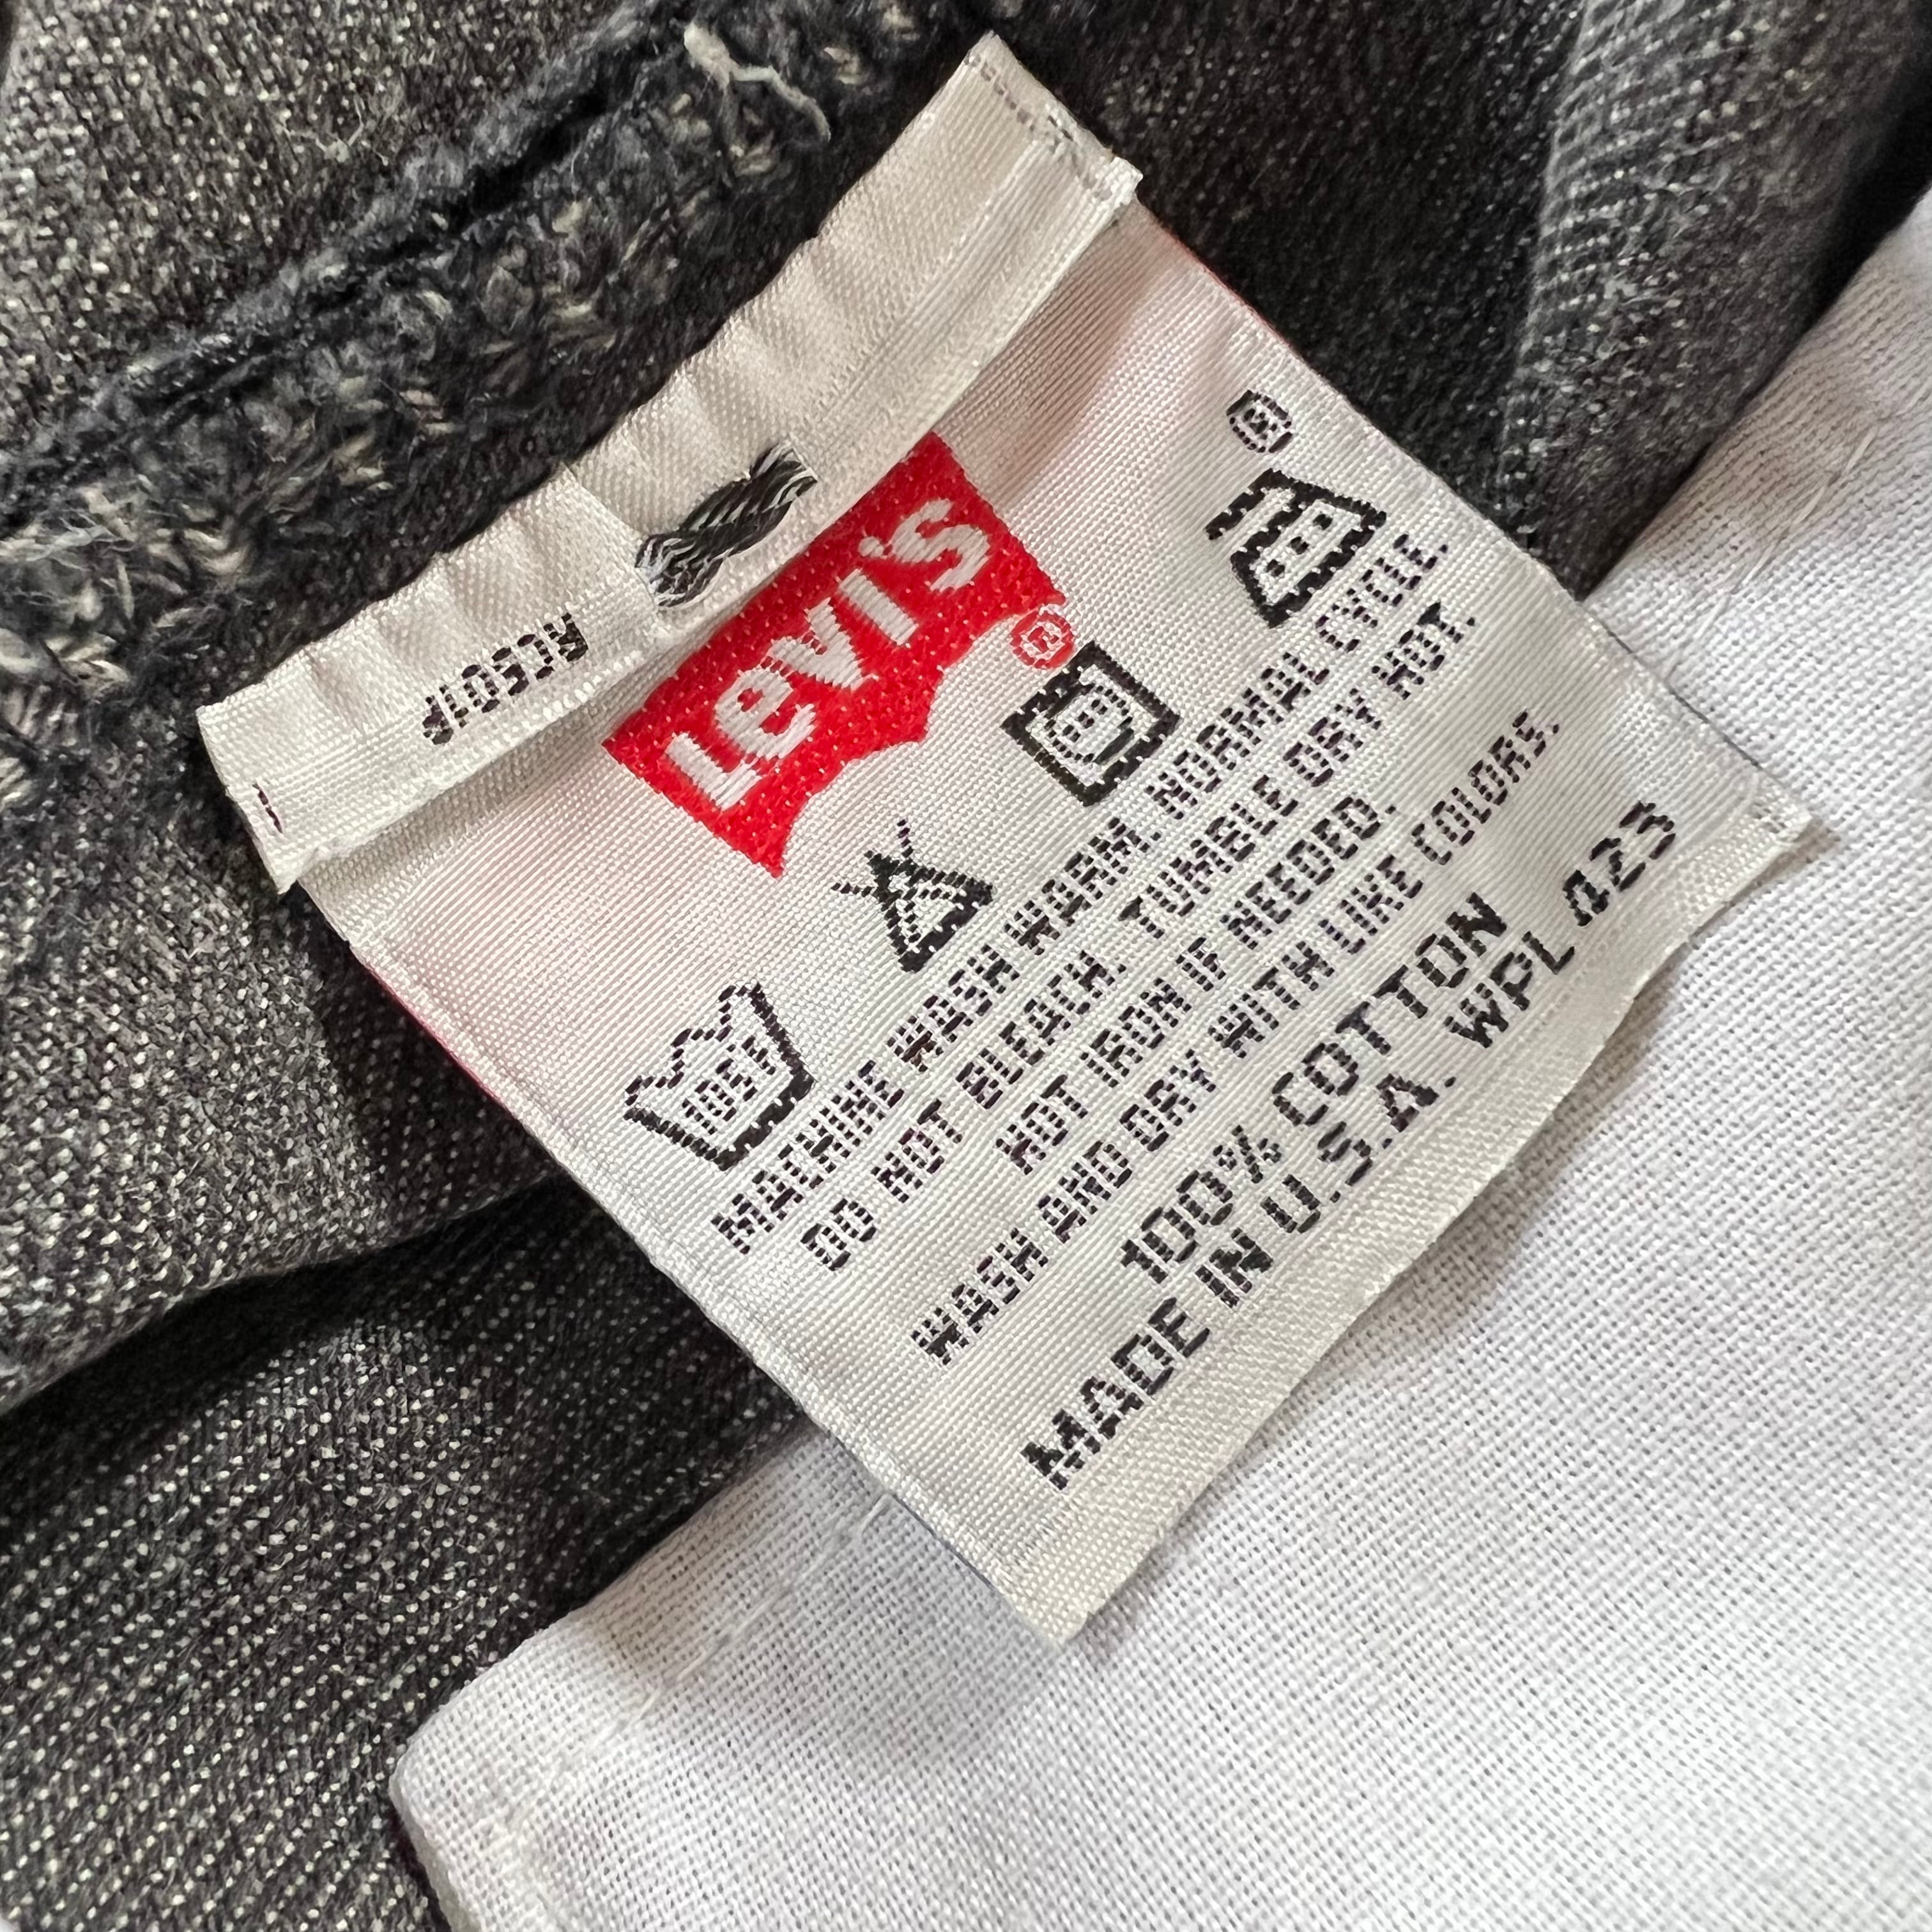 Levi's®
®
105F
MACHINE WASH WARM. NORMAL CYCLE.
DO NOT BLEACH. TUMBLE DRY HOT.
HOT IRON IF NEEDED.
WASH AND DRY WITH LIKE COLORS.
100% COTTON
MADE IN U.S.A. WPL 423